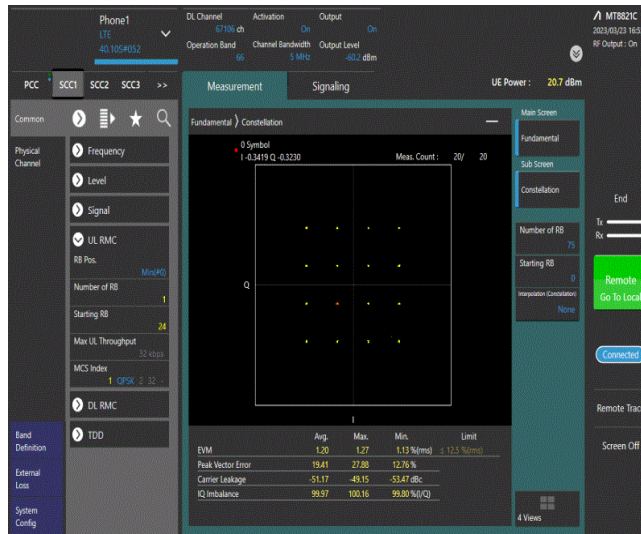 Phone1
LTE
40.105#052
DL Channel
67106 ch
Activation
On
Output
On
Operation Band
66
Channel Bandwidth
5 MHz
Output Level
-60.2 dBm
MT8821C
2023/03/23 16:5
RF Output : On
PCC SCC1 SCC2 SCC3 >>
Measurement
Signaling
UE Power : 20.7 dBm
Common
Physical
Channel
Frequency
Level
Signal
UL RMC
RB Pos.
Min(#0)
Number of RB
1
Starting RB
24
Max UL Throughput
32 kbps
MCS Index
1 QPSK 2 32 -
DL RMC
TDD
Band
Definition
External
Loss
System
Config
Fundamental ⟩ Constellation
0 Symbol
I -0.3419 Q -0.3230
Meas. Count : 20/ 20
Q
I
Avg. Max. Min. Limit
EVM 1.20 1.27 1.13 %(rms) ≤ 12.5 %(rms)
Peak Vector Error 19.41 27.88 12.76 %
Carrier Leakage -51.17 -49.15 -53.47 dBc
IQ Imbalance 99.97 100.16 99.80 %(I/Q)
Main Screen
Fundamental
Sub Screen
Constellation
Number of RB
75
Starting RB
0
Interpolation (Constellation)
None
4 Views
End
Tx
Rx
Remote
Go To Local
Connected
Remote Trac
Screen Off